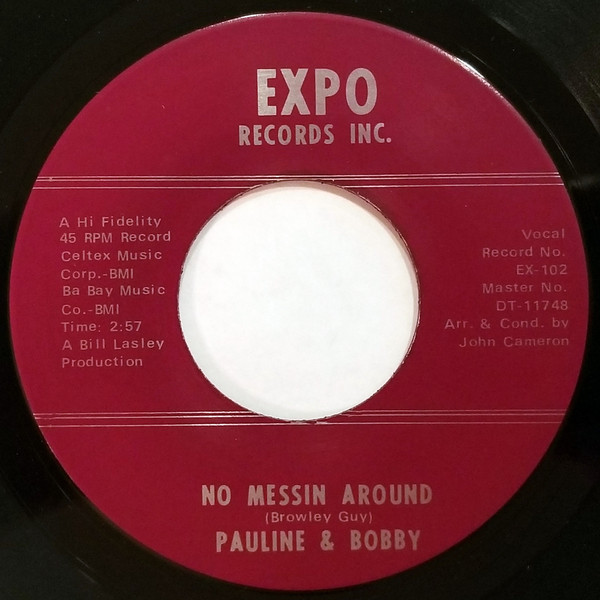 EXPO
RECORDS INC.
A Hi Fidelity
45 RPM Record
Celtex Music
Corp.-BMI
Ba Bay Music
Co.-BMI
Time: 2:57
A Bill Lasley
Production
Vocal
Record No.
EX-102
Master No.
DT-11748
Arr. & Cond. by
John Cameron
NO MESSIN AROUND
(Browley Guy)
PAULINE & BOBBY